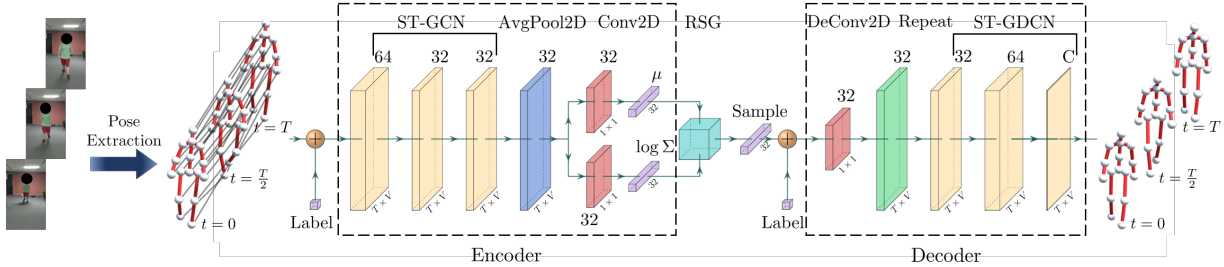 Pose
Extraction
t = T
t = T/2
t = 0
Label
ST-GCN
AvgPool2D
Conv2D
RSG
64
32
32
32
32
T × V
T × V
T × V
T × V
1 × 1
μ
32
log Σ
32
1 × 1
32
Encoder
Sample
32
Label
DeConv2D
Repeat
ST-GDCN
32
32
32
64
C
1 × 1
T × V
T × V
T × V
T × V
Decoder
t = T
t = T/2
t = 0